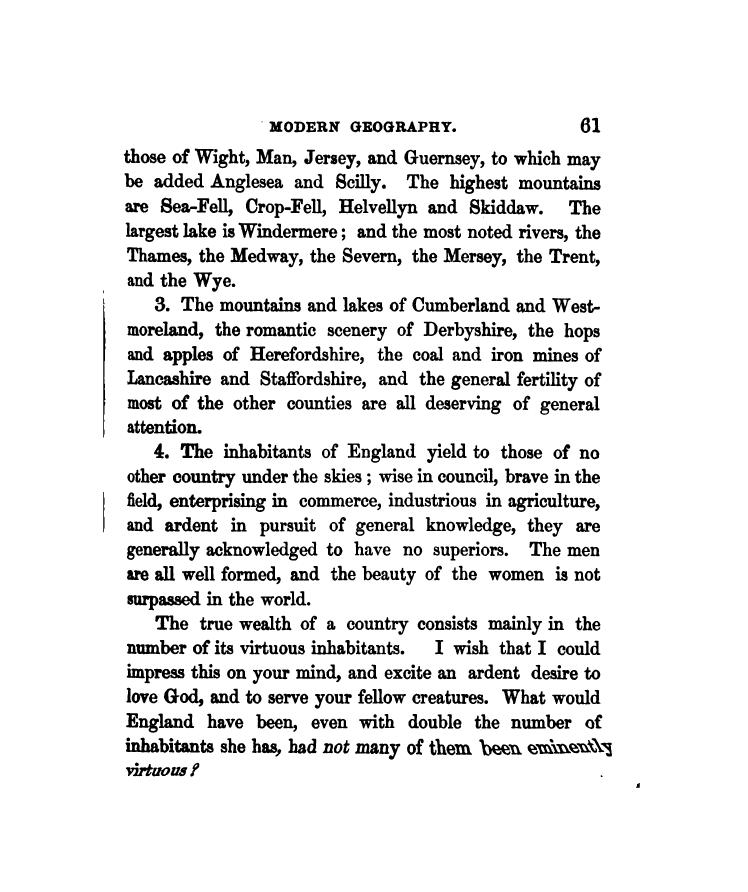 MODERN GEOGRAPHY. 61
those of Wight, Man, Jersey, and Guernsey, to which may
be added Anglesea and Scilly. The highest mountains
are Sea-Fell, Crop-Fell, Helvellyn and Skiddaw. The
largest lake is Windermere; and the most noted rivers, the
Thames, the Medway, the Severn, the Mersey, the Trent,
and the Wye.
3. The mountains and lakes of Cumberland and West-
moreland, the romantic scenery of Derbyshire, the hops
and apples of Herefordshire, the coal and iron mines of
Lancashire and Staffordshire, and the general fertility of
most of the other counties are all deserving of general
attention.
4. The inhabitants of England yield to those of no
other country under the skies; wise in council, brave in the
field, enterprising in commerce, industrious in agriculture,
and ardent in pursuit of general knowledge, they are
generally acknowledged to have no superiors. The men
are all well formed, and the beauty of the women is not
surpassed in the world.
The true wealth of a country consists mainly in the
number of its virtuous inhabitants. I wish that I could
impress this on your mind, and excite an ardent desire to
love God, and to serve your fellow creatures. What would
England have been, even with double the number of
inhabitants she has, had not many of them been eminently
virtuous?